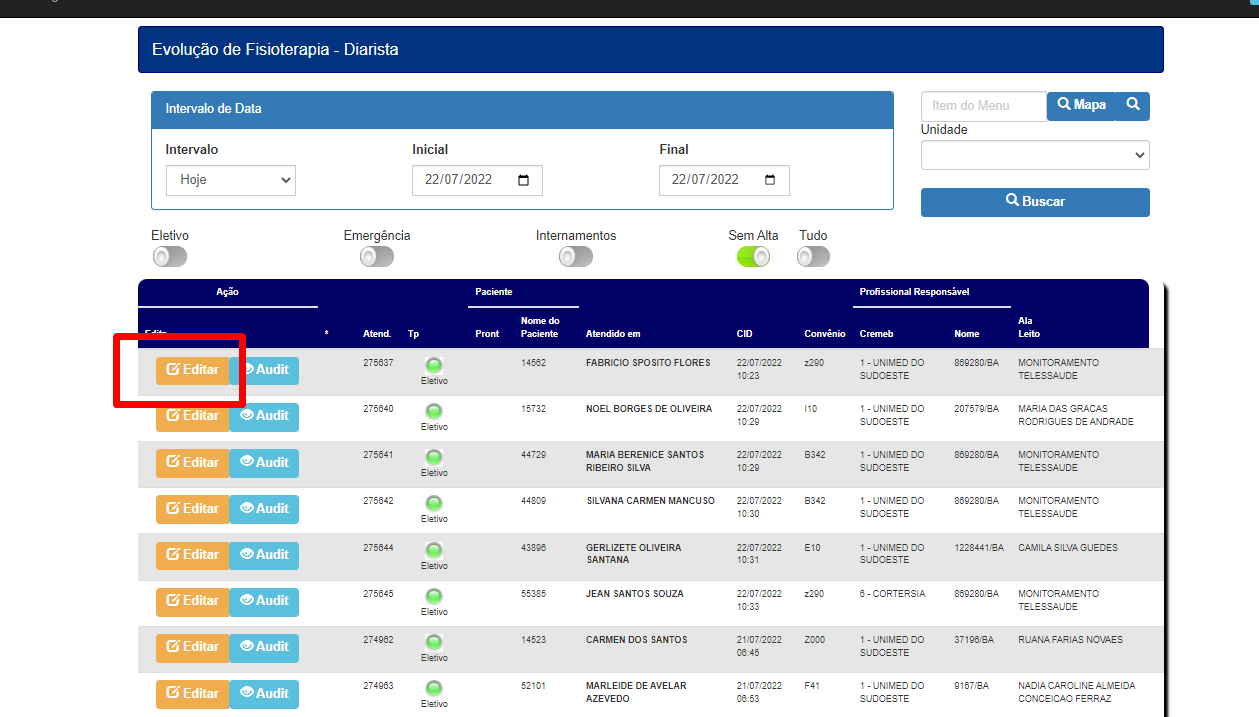 Evolução de Fisioterapia - Diarista
Intervalo de Data
Item do Menu
Mapa
Unidade
Intervalo
Inicial
Final
Hoje
22/07/2022
22/07/2022
Buscar
Eletivo
Emergência
Internamentos
Sem Alta
Tudo
Ação
Paciente
Profissional Responsável
Nome do
Paciente
Ala
Leito
*
Atend.
Tp
Pront
Atendido em
CID
Convênio
Cremeb
Nome
Editar
Audit
275637
Eletivo
14562
FABRICIO SPOSITO FLORES
22/07/2022
10:23
z290
1 - UNIMED DO
SUDOESTE
869280/BA
MONITORAMENTO
TELESSAUDE
Editar
Audit
275640
Eletivo
15732
NOEL BORGES DE OLIVEIRA
22/07/2022
10:29
I10
1 - UNIMED DO
SUDOESTE
207579/BA
MARIA DAS GRACAS
RODRIGUES DE ANDRADE
Editar
Audit
275641
Eletivo
44729
MARIA BERENICE SANTOS
RIBEIRO SILVA
22/07/2022
10:29
B342
1 - UNIMED DO
SUDOESTE
869280/BA
MONITORAMENTO
TELESSAUDE
Editar
Audit
275642
Eletivo
44809
SILVANA CARMEN MANCUSO
22/07/2022
10:30
B342
1 - UNIMED DO
SUDOESTE
869280/BA
MONITORAMENTO
TELESSAUDE
Editar
Audit
275644
Eletivo
43896
GERLIZETE OLIVEIRA
SANTANA
22/07/2022
10:31
E10
1 - UNIMED DO
SUDOESTE
1228441/BA
CAMILA SILVA GUEDES
Editar
Audit
275645
Eletivo
55385
JEAN SANTOS SOUZA
22/07/2022
10:33
z290
6 - CORTERSIA
869280/BA
MONITORAMENTO
TELESSAUDE
Editar
Audit
274962
Eletivo
14523
CARMEN DOS SANTOS
21/07/2022
06:45
Z000
1 - UNIMED DO
SUDOESTE
37196/BA
RUANA FARIAS NOVAES
Editar
Audit
274963
Eletivo
52101
MARLEIDE DE AVELAR
AZEVEDO
21/07/2022
06:53
F41
1 - UNIMED DO
SUDOESTE
9167/BA
NADIA CAROLINE ALMEIDA
CONCEICAO FERRAZ